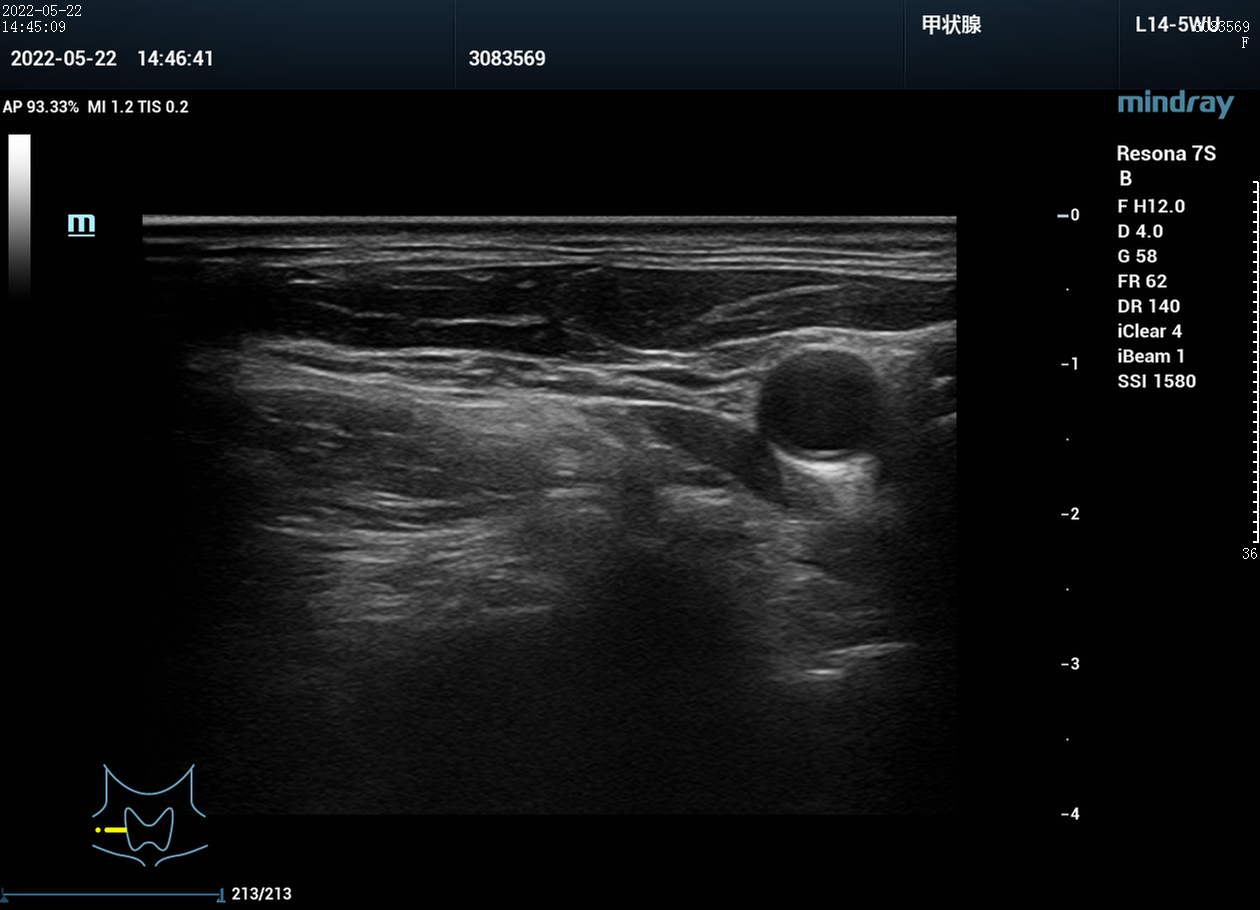 2022-05-22
14:45:09
2022-05-22 14:46:41
3083569
甲状腺
L14-5WU
3083569
F
AP 93.33% MI 1.2 TIS 0.2
mindray
m
Resona 7S
B
F H12.0
D 4.0
G 58
FR 62
DR 140
iClear 4
iBeam 1
SSI 1580
0
1
2
3
4
36
213/213